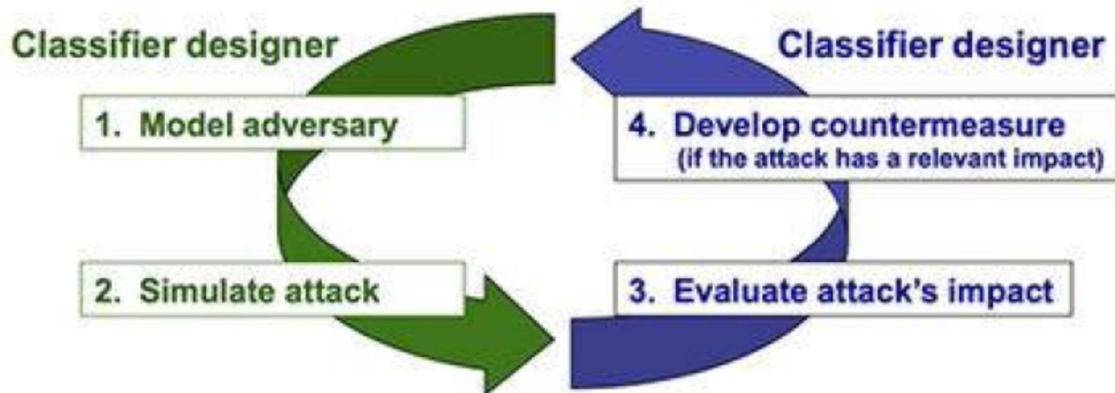 Classifier designer
1. Model adversary
2. Simulate attack
Classifier designer
4. Develop countermeasure
(if the attack has a relevant impact)
3. Evaluate attack's impact